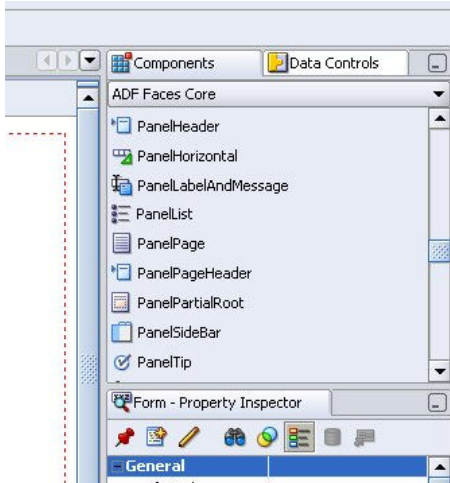 Components Data Controls
ADF Faces Core
PanelHeader
PanelHorizontal
PanelLabelAndMessage
PanelList
PanelPage
PanelPageHeader
PanelPartialRoot
PanelSideBar
PanelTip
Form - Property Inspector
General